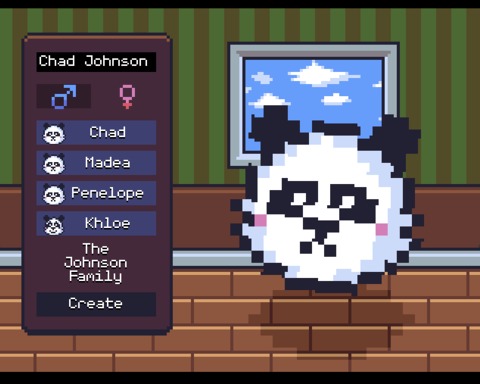 Chad Johnson
Chad
Madea
Penelope
Khloe
The
Johnson
Family
Create